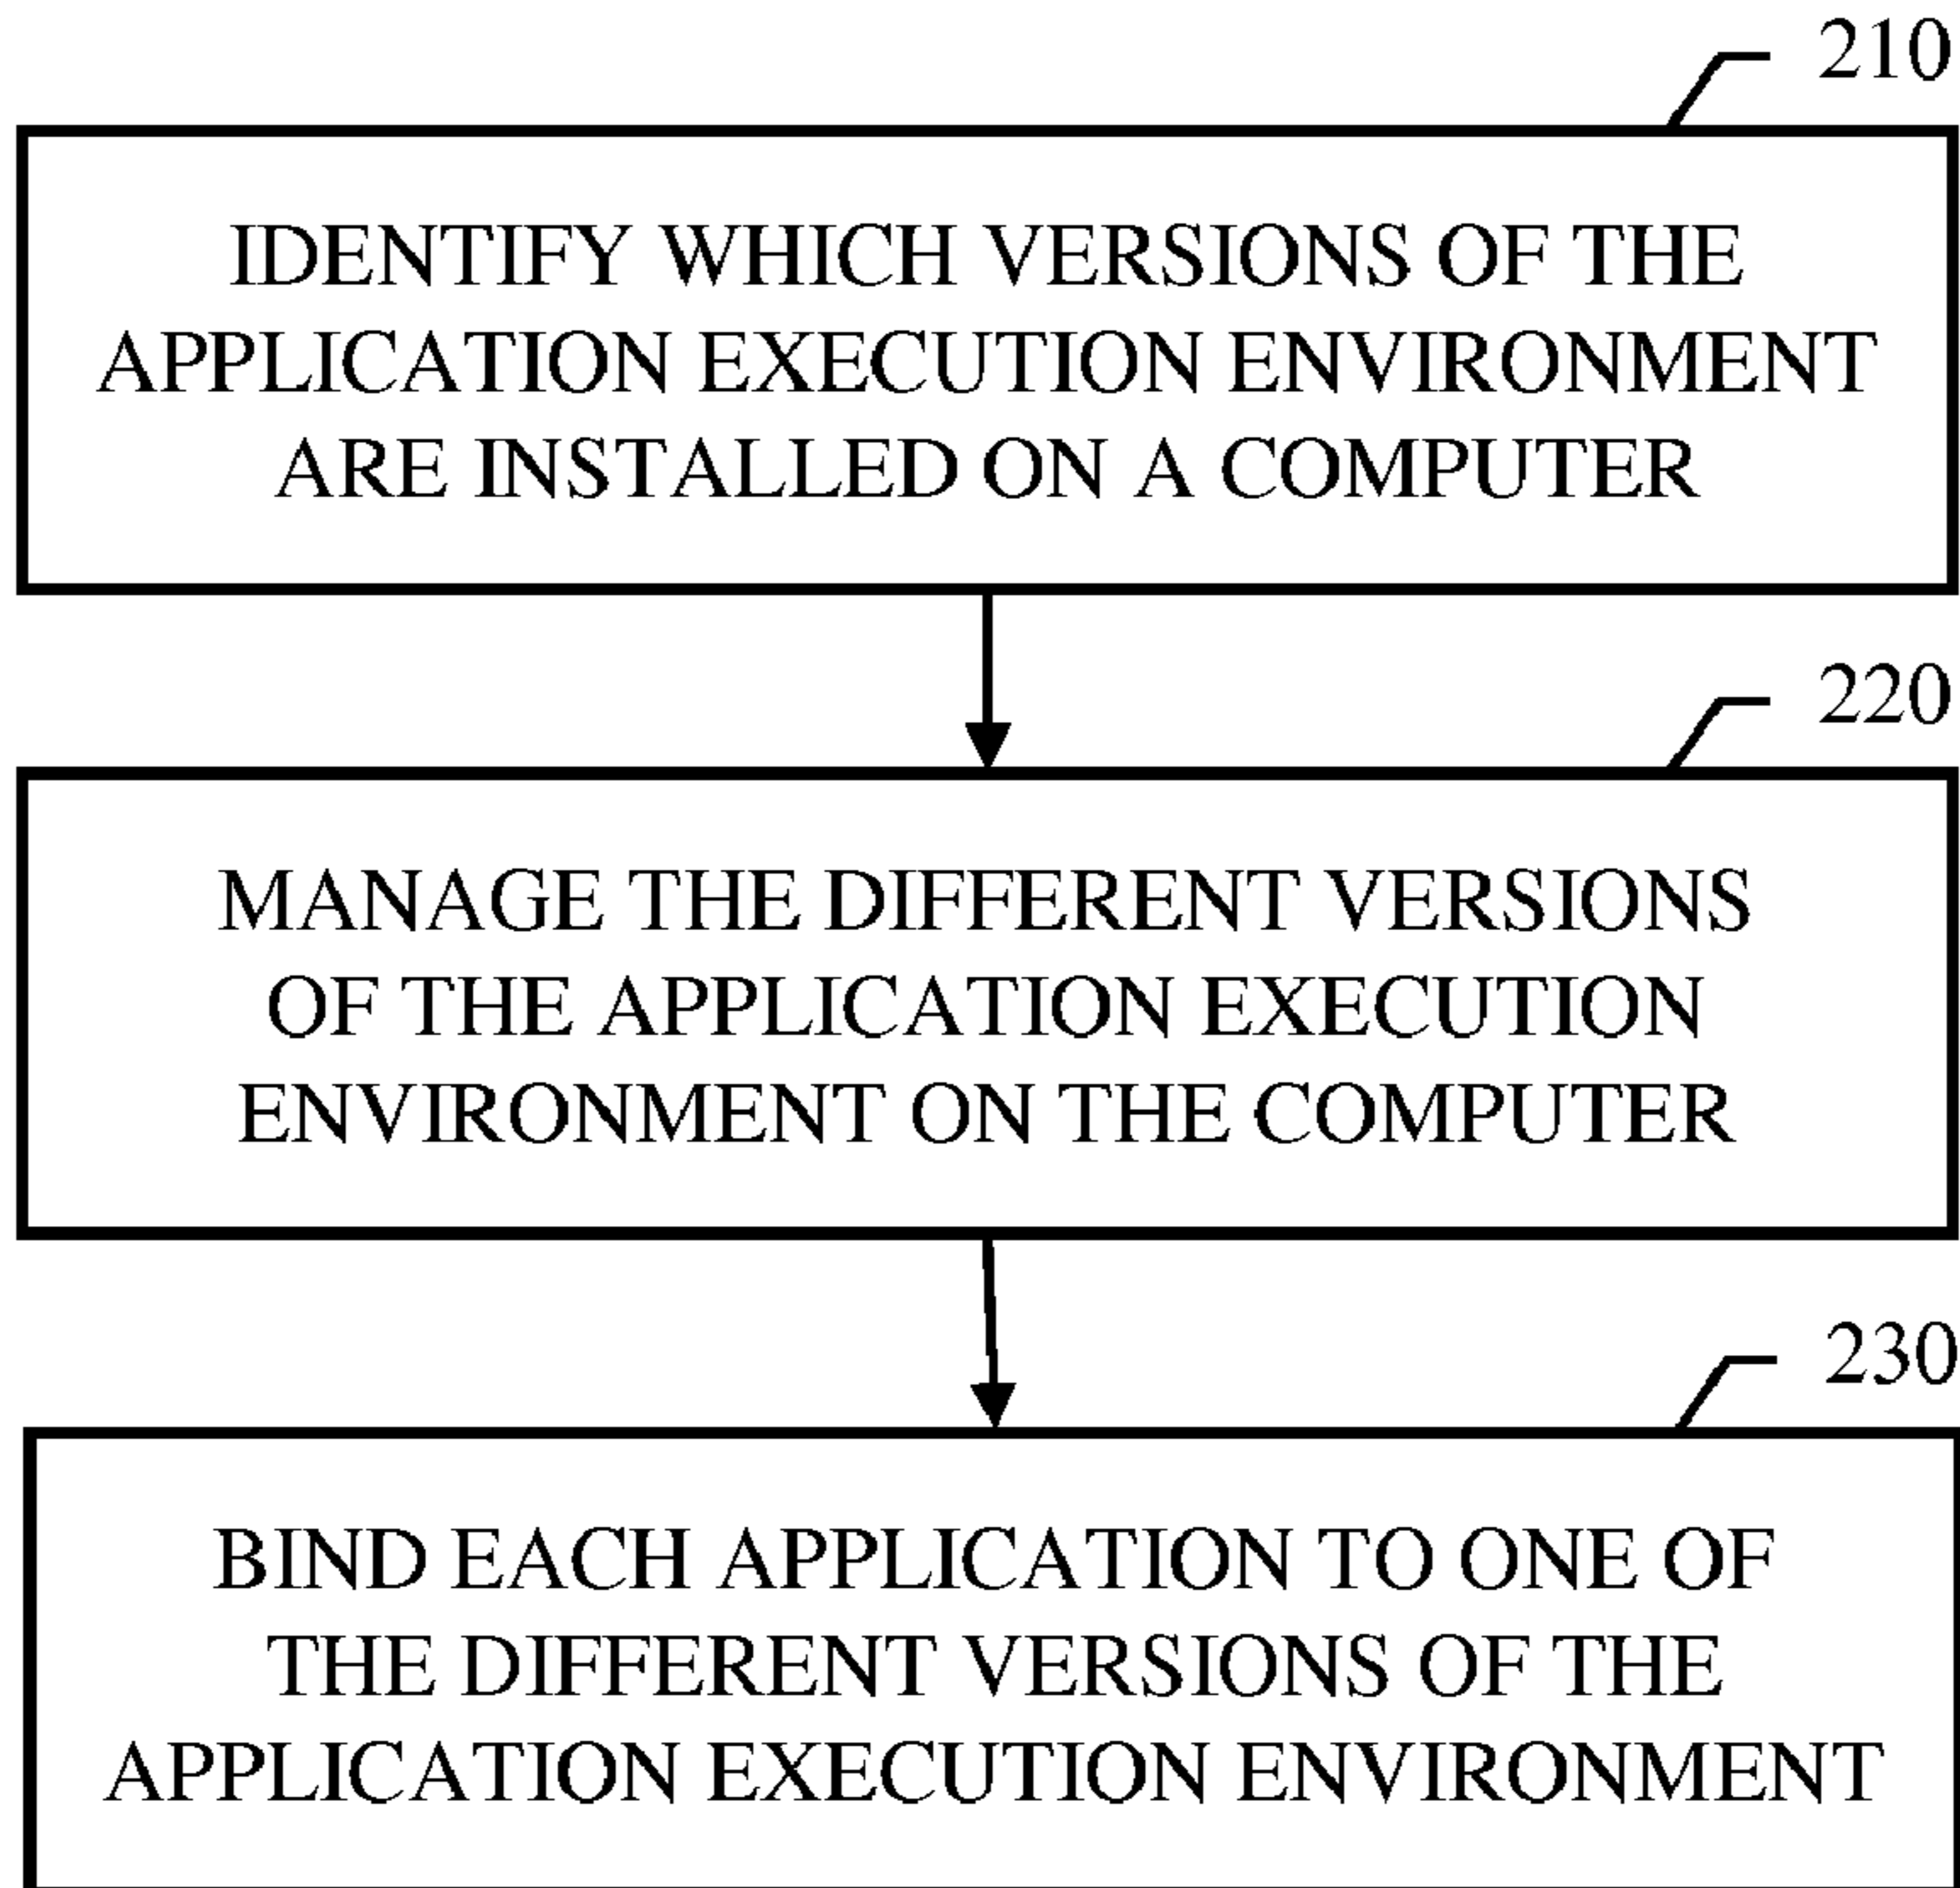 210
IDENTIFY WHICH VERSIONS OF THE
APPLICATION EXECUTION ENVIRONMENT
ARE INSTALLED ON A COMPUTER
220
MANAGE THE DIFFERENT VERSIONS
OF THE APPLICATION EXECUTION
ENVIRONMENT ON THE COMPUTER
230
BIND EACH APPLICATION TO ONE OF
THE DIFFERENT VERSIONS OF THE
APPLICATION EXECUTION ENVIRONMENT